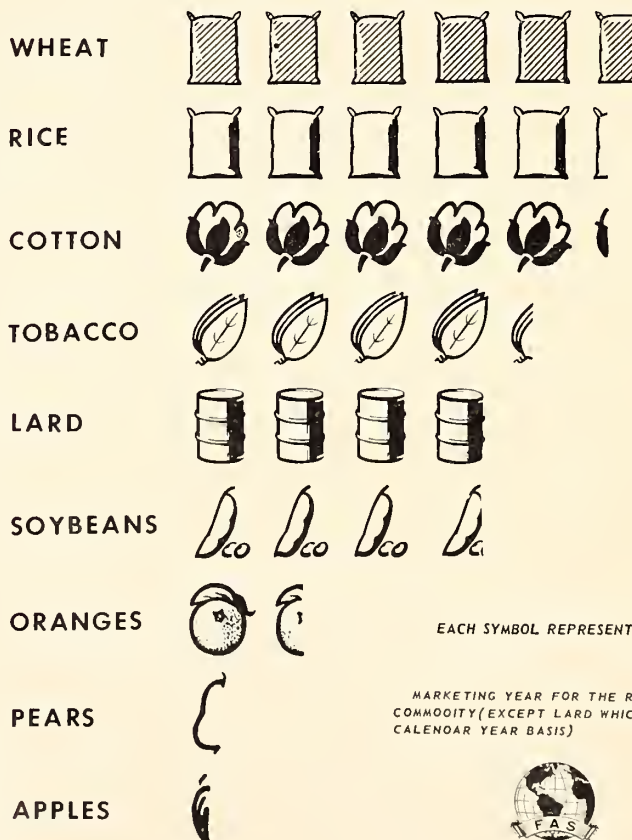 WHEAT
RICE
COTTON
TOBACCO
LARD
SOYBEANS
ORANGES
EACH SYMBOL REPRESENT
PEARS
MARKETING YEAR FOR THE R
COMMOOITY (EXCEPT LARD WHIC
CALENOAR YEAR BASIS)
APPLES
FAS